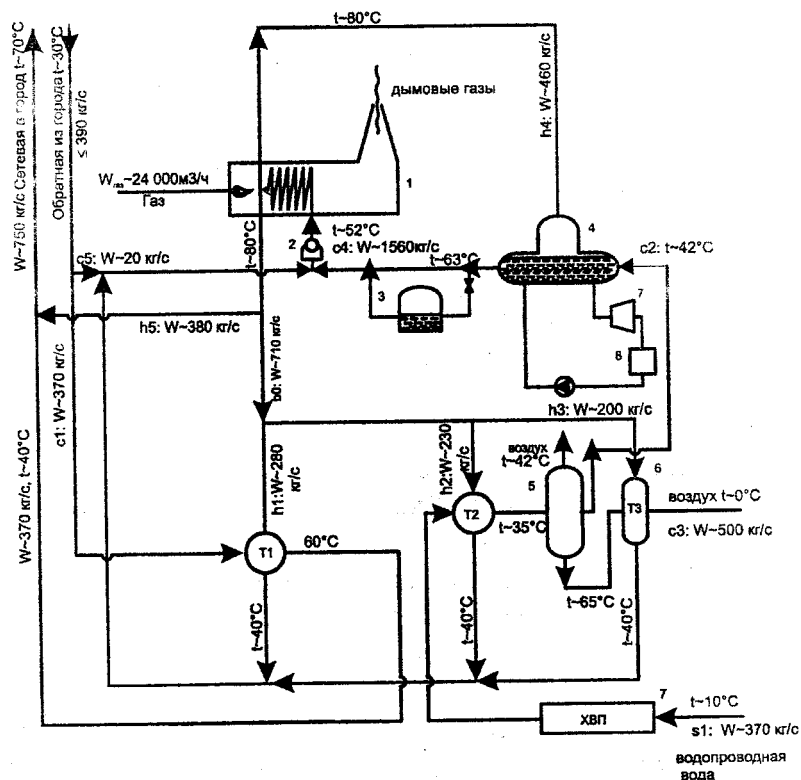 t~80°C
W~750 кг/с Сетевая в город t~70°C
Обратная из города t~30°C
≤ 390 кг/с
h4: W~460 кг/с
дымовые газы
1
W газ~24 000м3/ч
Газ
t~80°C
2
t~52°C
c4: W~1560кг/с
t~63°C
4
c2: t~42°C
c5: W~20 кг/с
3
7
8
h5: W~380 кг/с
b0: W~710 кг/с
h3: W~200 кг/с
c1: W~370 кг/с
W~370 кг/с, t~40°C
h1:W~280
кг/с
h2:W~230
кг/с
воздух
t~42°C
5
6
воздух t~0°C
T1
60°C
T2
t~35°C
T3
c3: W~500 кг/с
t~65°C
t~40°C
t~40°C
t~40°C
ХВП
7
t~10°C
s1: W~370 кг/с
водопроводная
вода